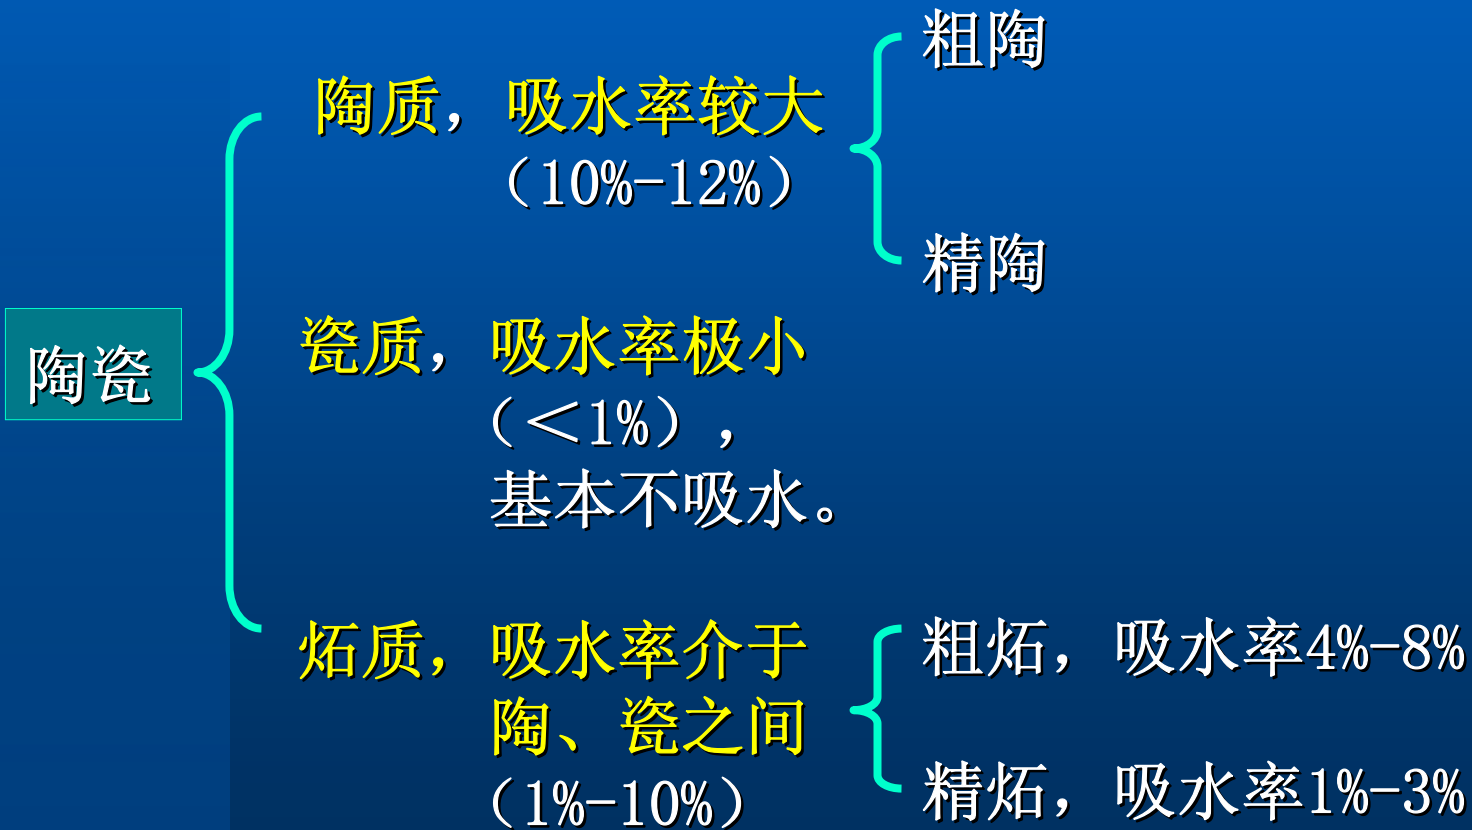 粗陶
陶质，吸水率较大
（10%-12%）
精陶
陶瓷
瓷质，吸水率极小
（＜1%），
基本不吸水。
炻质，吸水率介于
陶、瓷之间
（1%-10%）
粗炻，吸水率4%-8%
精炻，吸水率1%-3%